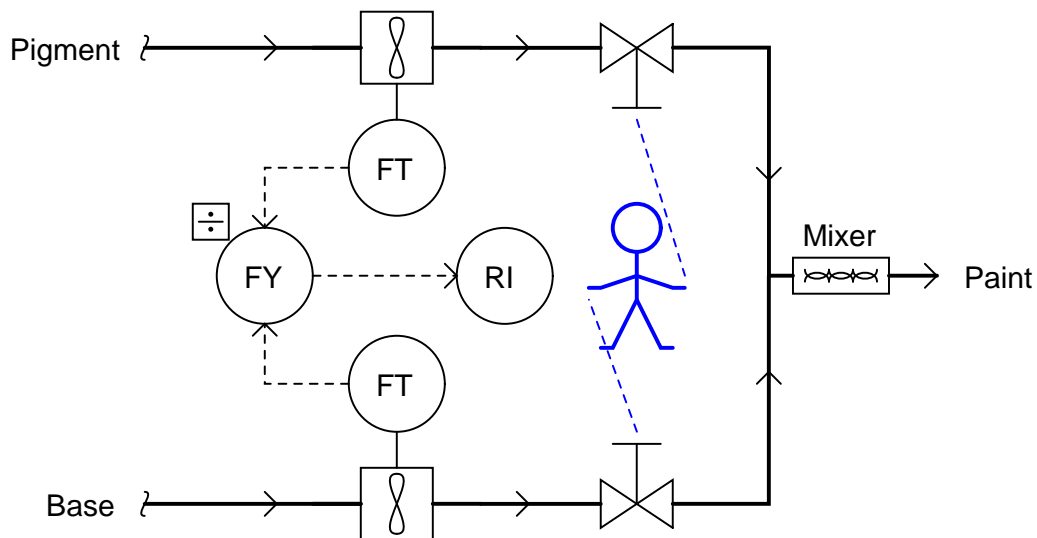 Pigment
FT
÷
FY
RI
Mixer
Paint
FT
Base